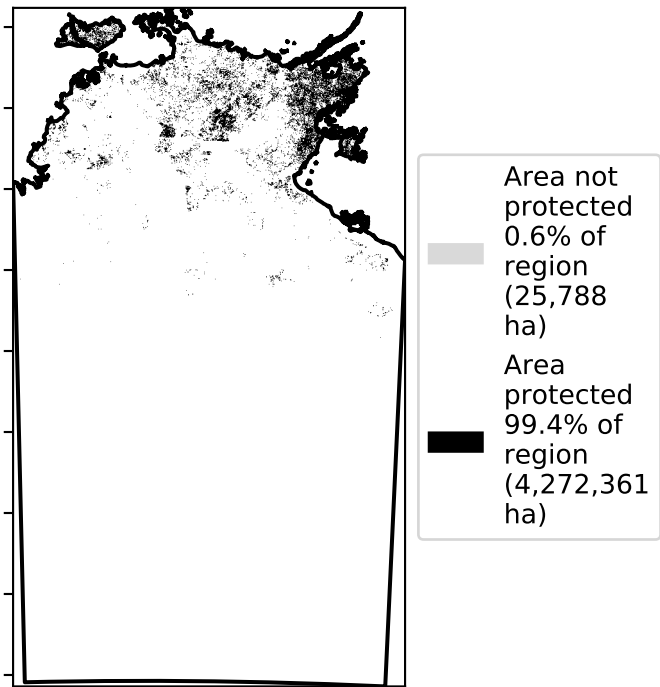 Area not
protected
0.6% of
region
(25,788
ha)
Area
protected
99.4% of
region
(4,272,361
ha)